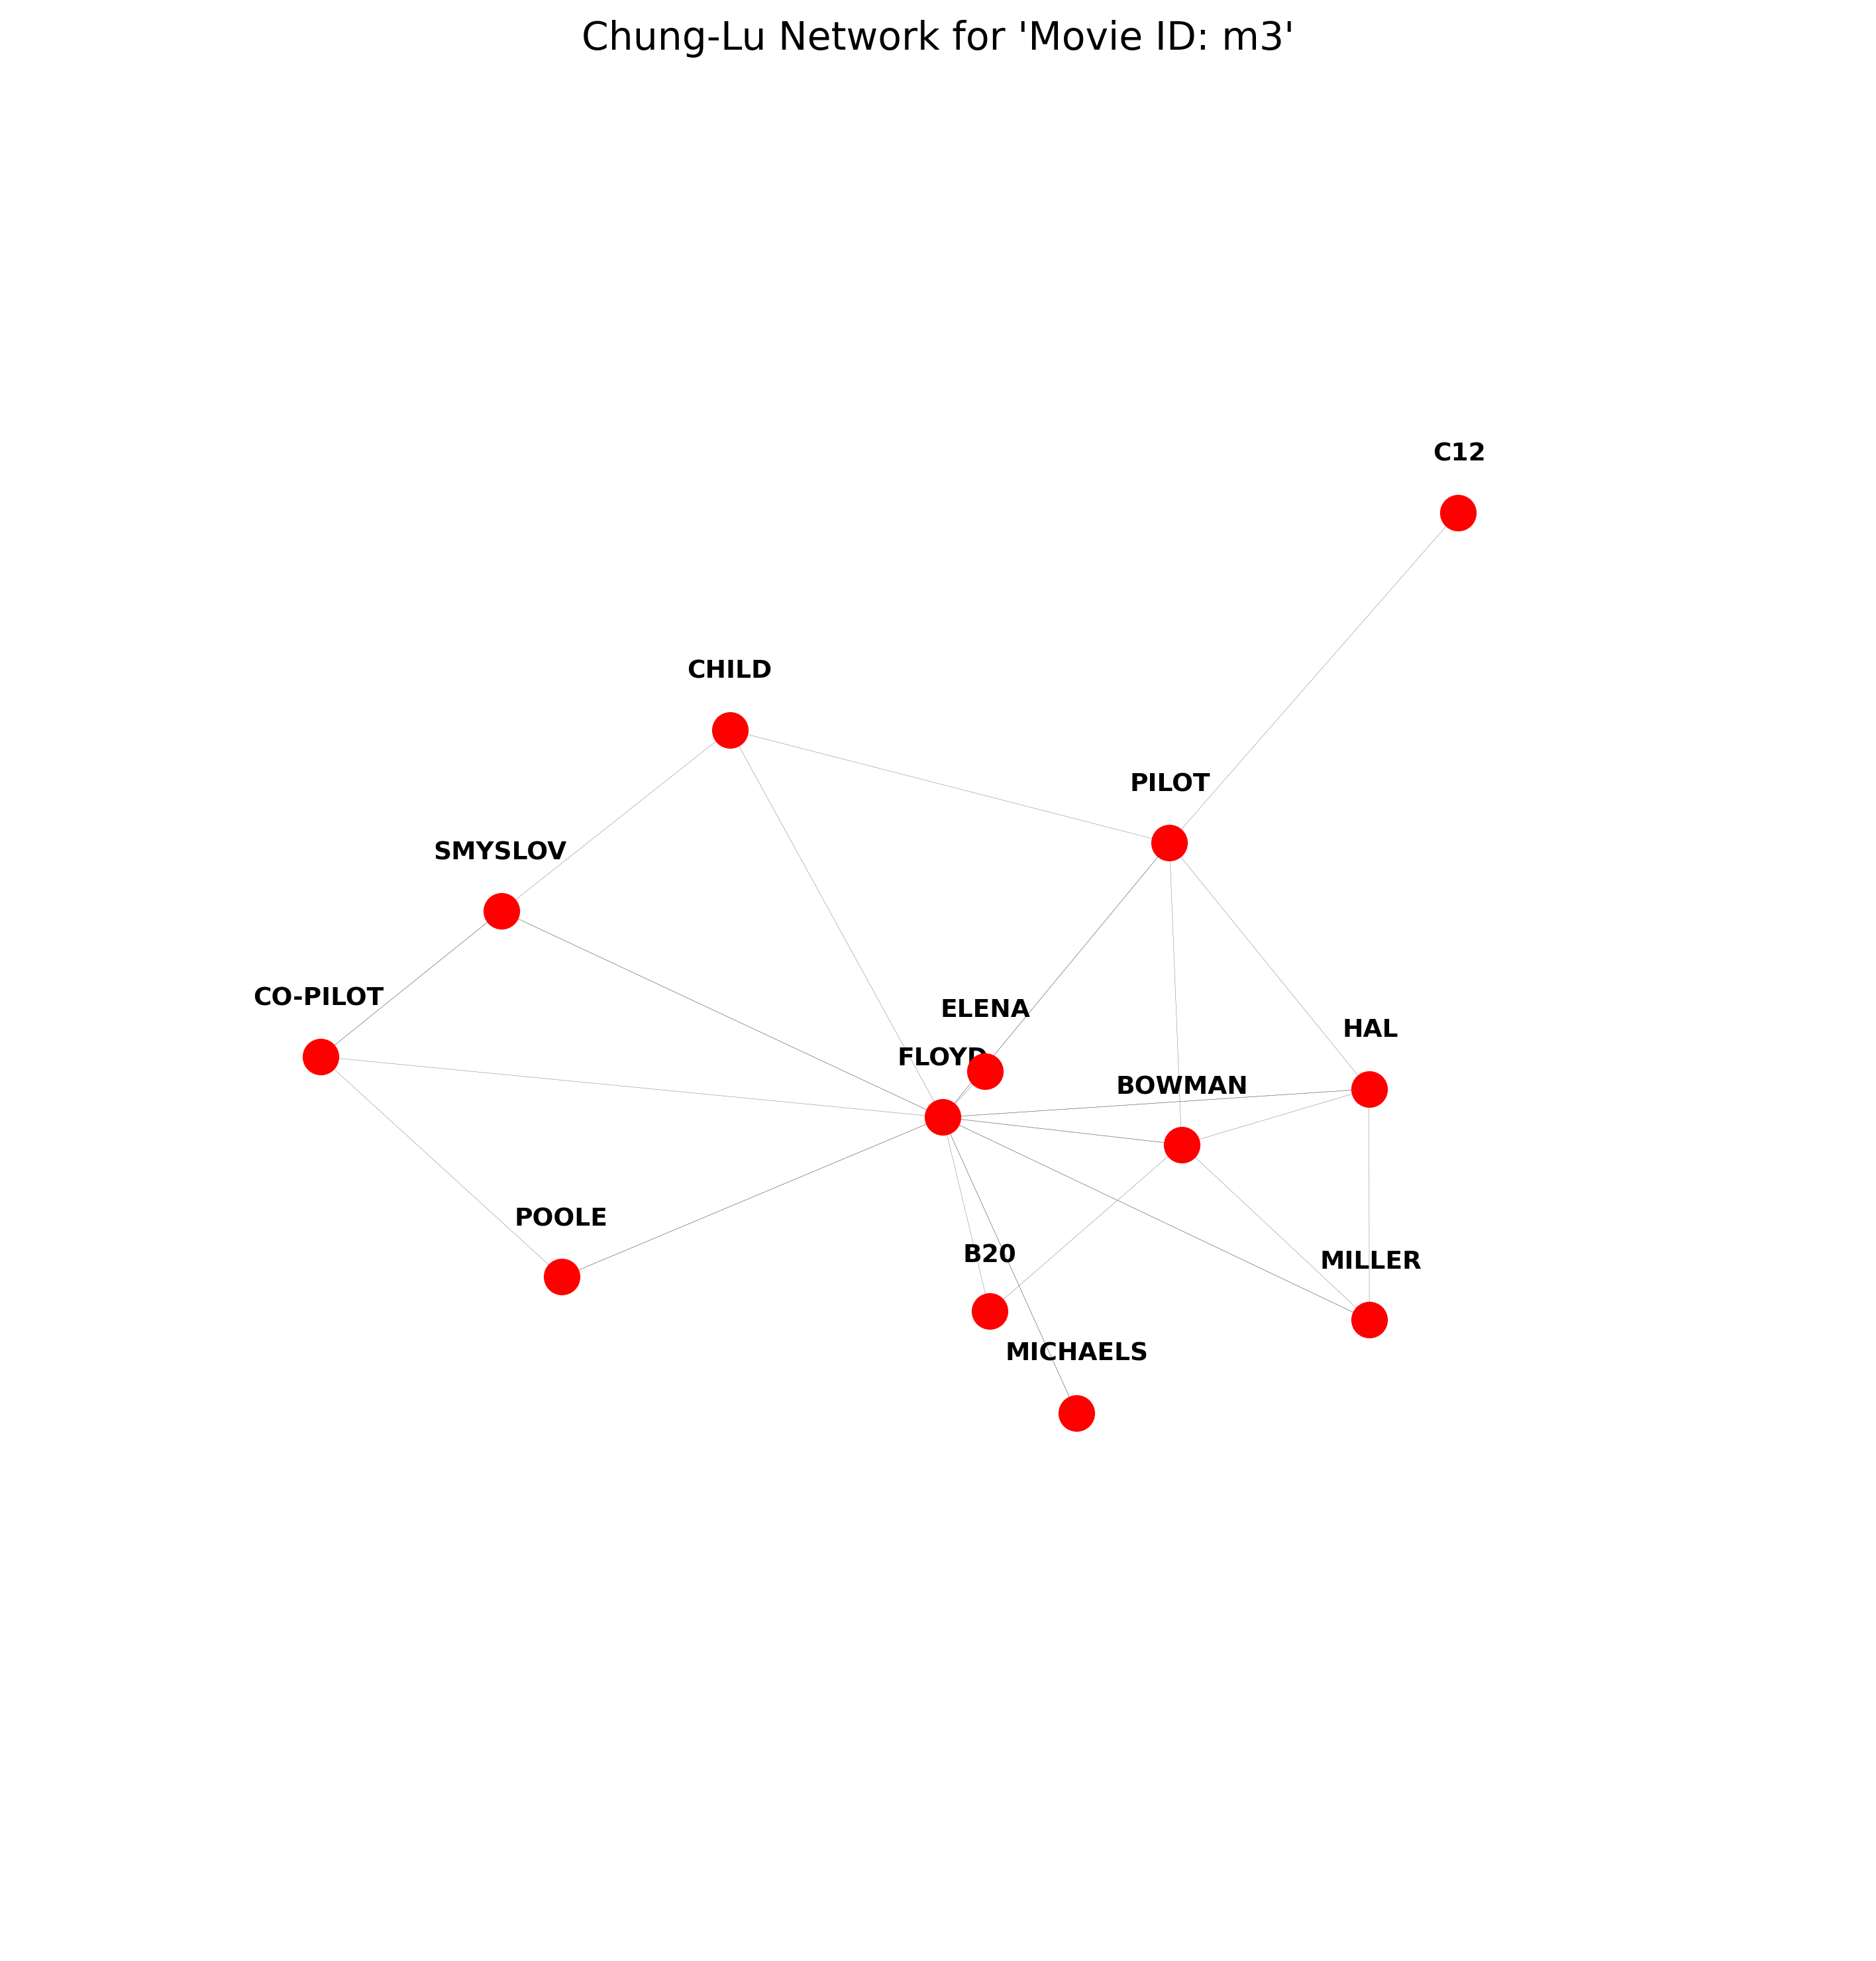 Chung-Lu Network for 'Movie ID: m3'
C12
CHILD
PILOT
SMYSLOV
CO-PILOT
ELENA
HAL
FLOYD
BOWMAN
POOLE
B20
MILLER
MICHAELS